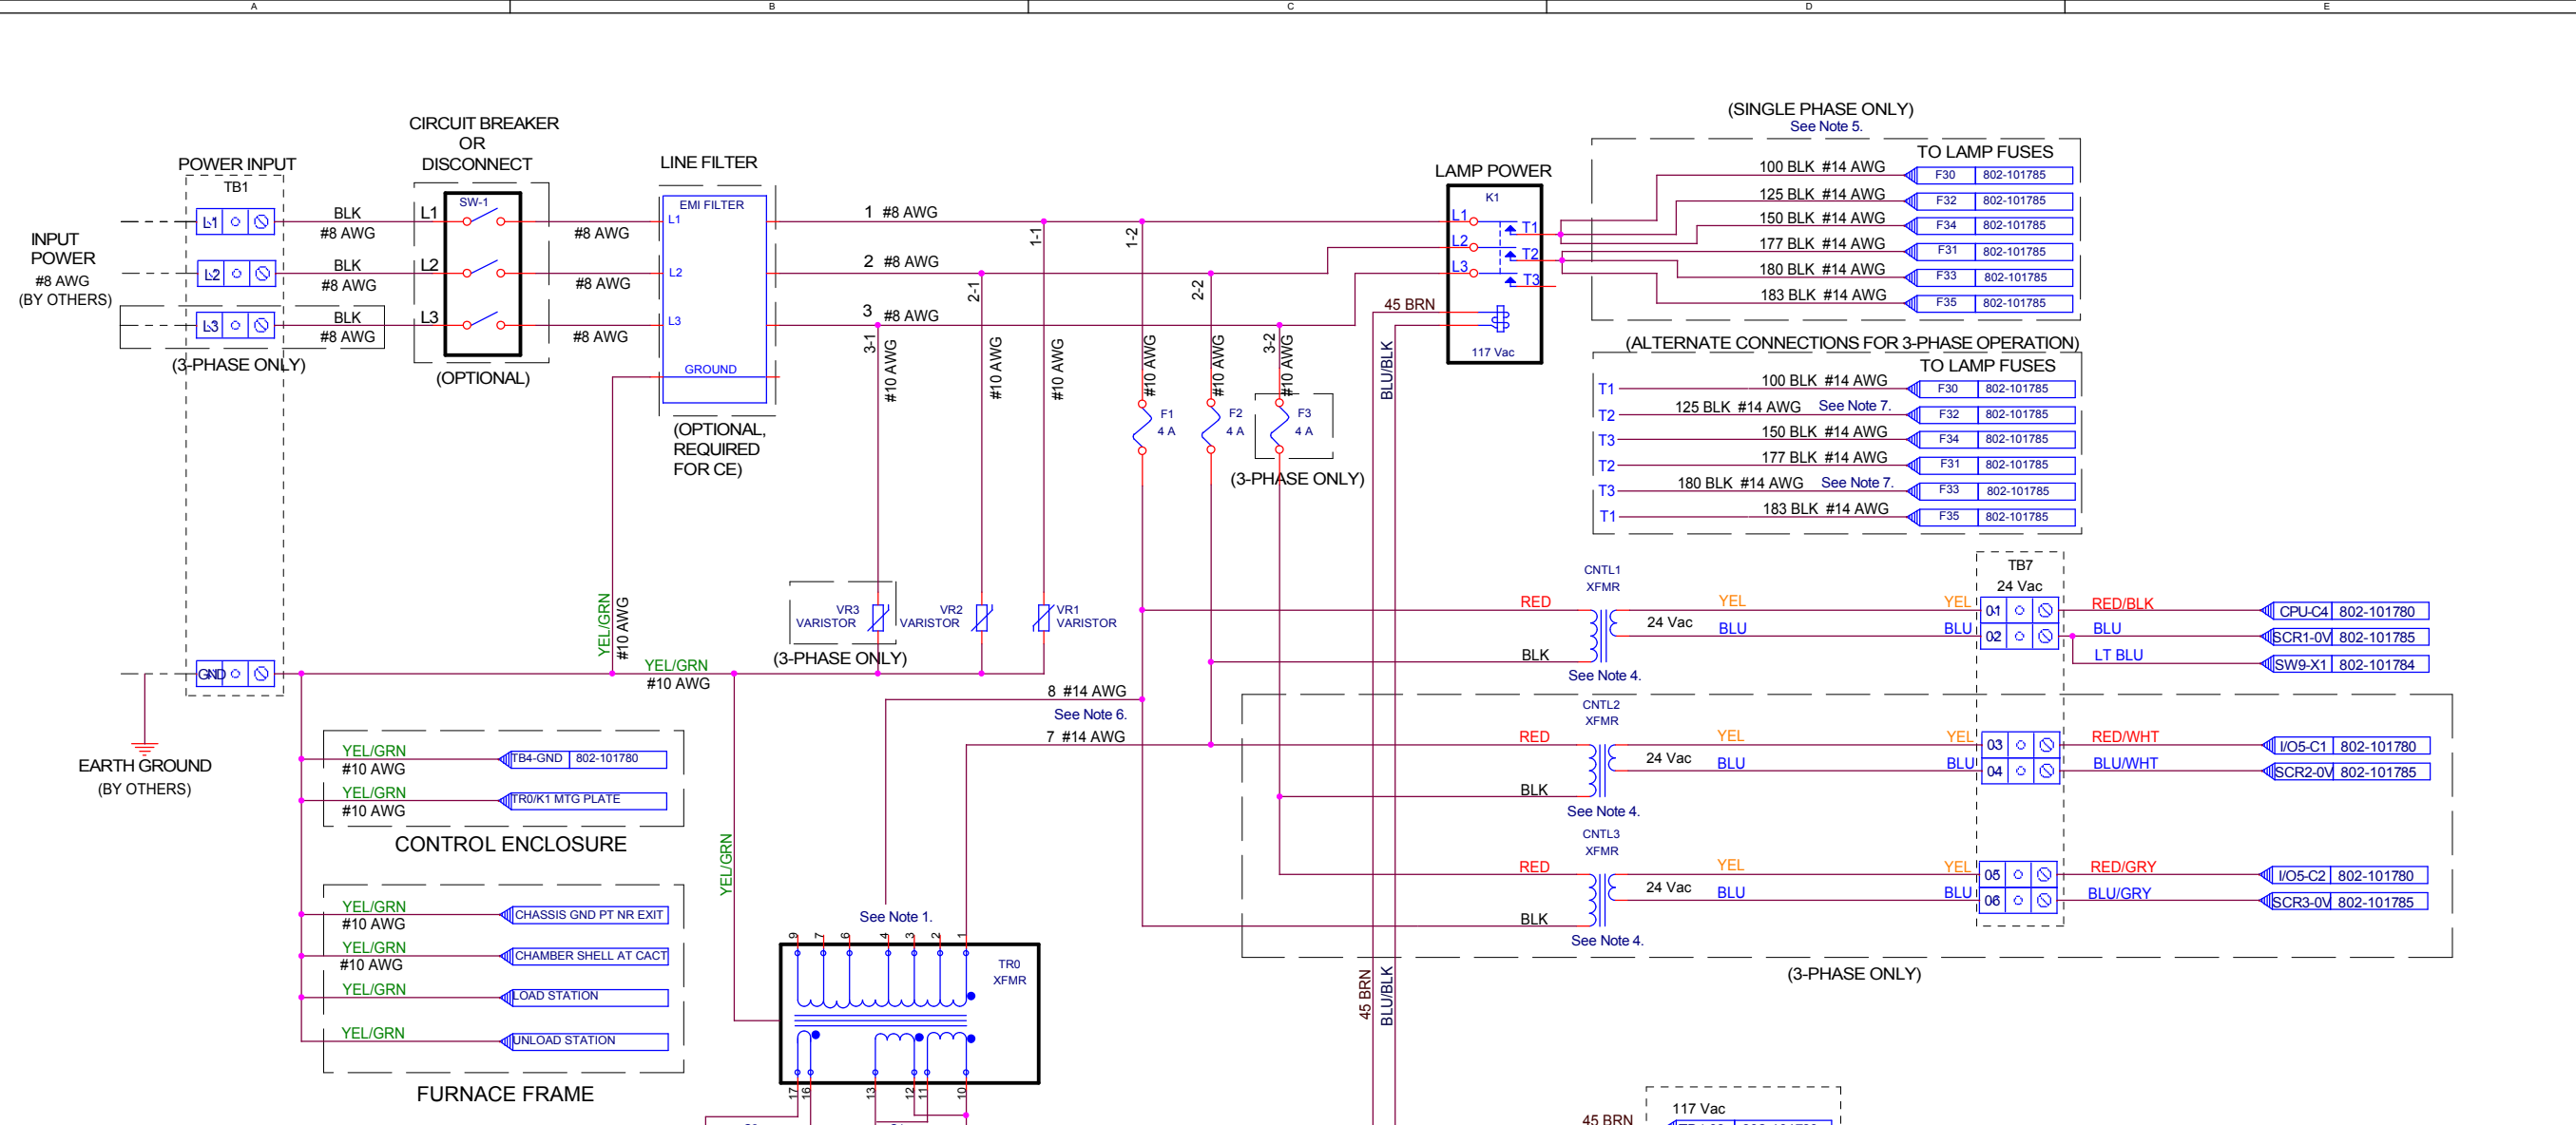 A
B
C
D
E
INPUT
POWER
#8 AWG
(BY OTHERS)
POWER INPUT
TB1
L1
L2
L3
BLK
#8 AWG
BLK
#8 AWG
BLK
#8 AWG
(3-PHASE ONLY)
GND
EARTH GROUND
(BY OTHERS)
CIRCUIT BREAKER
OR
DISCONNECT
SW-1
L1
L2
L3
(OPTIONAL)
#8 AWG
#8 AWG
#8 AWG
LINE FILTER
EMI FILTER
L1
L2
L3
GROUND
(OPTIONAL,
REQUIRED
FOR CE)
YEL/GRN
#10 AWG
YEL/GRN
#10 AWG
1 #8 AWG
2 #8 AWG
3 #8 AWG
3-1
#10 AWG
2-1
#10 AWG
1-1
#10 AWG
1-2
#10 AWG
2-2
#10 AWG
3-2
#10 AWG
VR3
VARISTOR
VR2
VARISTOR
VR1
VARISTOR
(3-PHASE ONLY)
F1
4 A
F2
4 A
F3
4 A
(3-PHASE ONLY)
LAMP POWER
K1
L1
L2
L3
T1
T2
T3
117 Vac
45 BRN
BLU/BLK
(SINGLE PHASE ONLY)
See Note 5.
TO LAMP FUSES
100 BLK #14 AWG F30 802-101785
125 BLK #14 AWG F32 802-101785
150 BLK #14 AWG F34 802-101785
177 BLK #14 AWG F31 802-101785
180 BLK #14 AWG F33 802-101785
183 BLK #14 AWG F35 802-101785
(ALTERNATE CONNECTIONS FOR 3-PHASE OPERATION)
TO LAMP FUSES
T1 100 BLK #14 AWG F30 802-101785
T2 125 BLK #14 AWG See Note 7. F32 802-101785
T3 150 BLK #14 AWG F34 802-101785
T2 177 BLK #14 AWG F31 802-101785
T3 180 BLK #14 AWG See Note 7. F33 802-101785
T1 183 BLK #14 AWG F35 802-101785
CNTL1
XFMR
RED
BLK
24 Vac
YEL
BLU
YEL
BLU
See Note 4.
TB7
24 Vac
01
02
RED/BLK CPU-C4 802-101780
BLU SCR1-0V 802-101785
LT BLU SW9-X1 802-101784
8 #14 AWG
See Note 6.
7 #14 AWG
CNTL2
XFMR
RED
BLK
24 Vac
YEL
BLU
YEL
BLU
See Note 4.
03
04
RED/WHT I/O5-C1 802-101780
BLU/WHT SCR2-0V 802-101785
CNTL3
XFMR
RED
BLK
24 Vac
YEL
BLU
YEL
BLU
See Note 4.
05
06
RED/GRY I/O5-C2 802-101780
BLU/GRY SCR3-0V 802-101785
(3-PHASE ONLY)
YEL/GRN
#10 AWG
TB4-GND 802-101780
YEL/GRN
#10 AWG
TR0/K1 MTG PLATE
CONTROL ENCLOSURE
YEL/GRN
#10 AWG
CHASSIS GND PT NR EXIT
YEL/GRN
#10 AWG
CHAMBER SHELL AT CACT
YEL/GRN
LOAD STATION
YEL/GRN
UNLOAD STATION
FURNACE FRAME
YEL/GRN
See Note 1.
9 7 6 4 3 2 1
TR0
XFMR
17 16 13 12 11 10
45 BRN
BLU/BLK
117 Vac
45 BRN